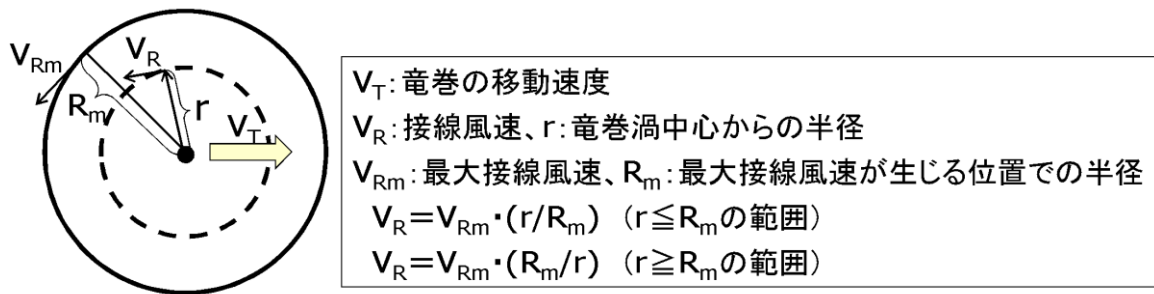 V_Rm
V_R
R_m
r
V_T
V_T：竜巻の移動速度
V_R：接線風速、r：竜巻渦中心からの半径
V_Rm：最大接線風速、R_m：最大接線風速が生じる位置での半径
V_R＝V_Rm・(r/R_m)（r≦R_mの範囲）
V_R＝V_Rm・(R_m/r)（r≧R_mの範囲）